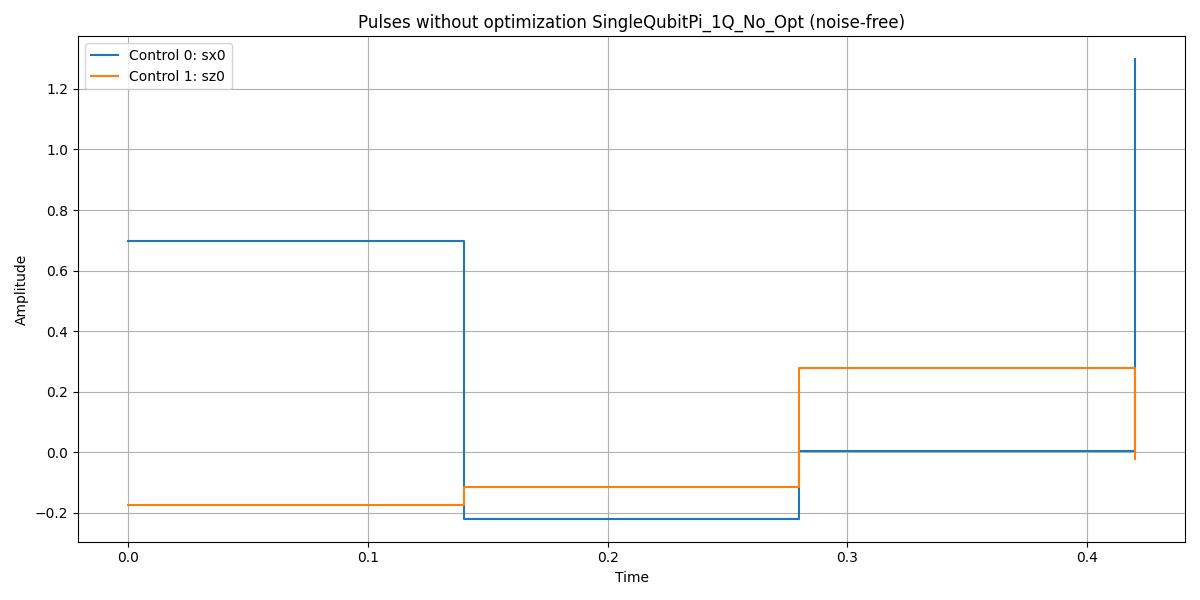 Pulses without optimization SingleQubitPi_1Q_No_Opt (noise-free)
Control 0: sx0
Control 1: sz0
Amplitude
1.2
1.0
0.8
0.6
0.4
0.2
0.0
−0.2
0.0 0.1 0.2 0.3 0.4
Time